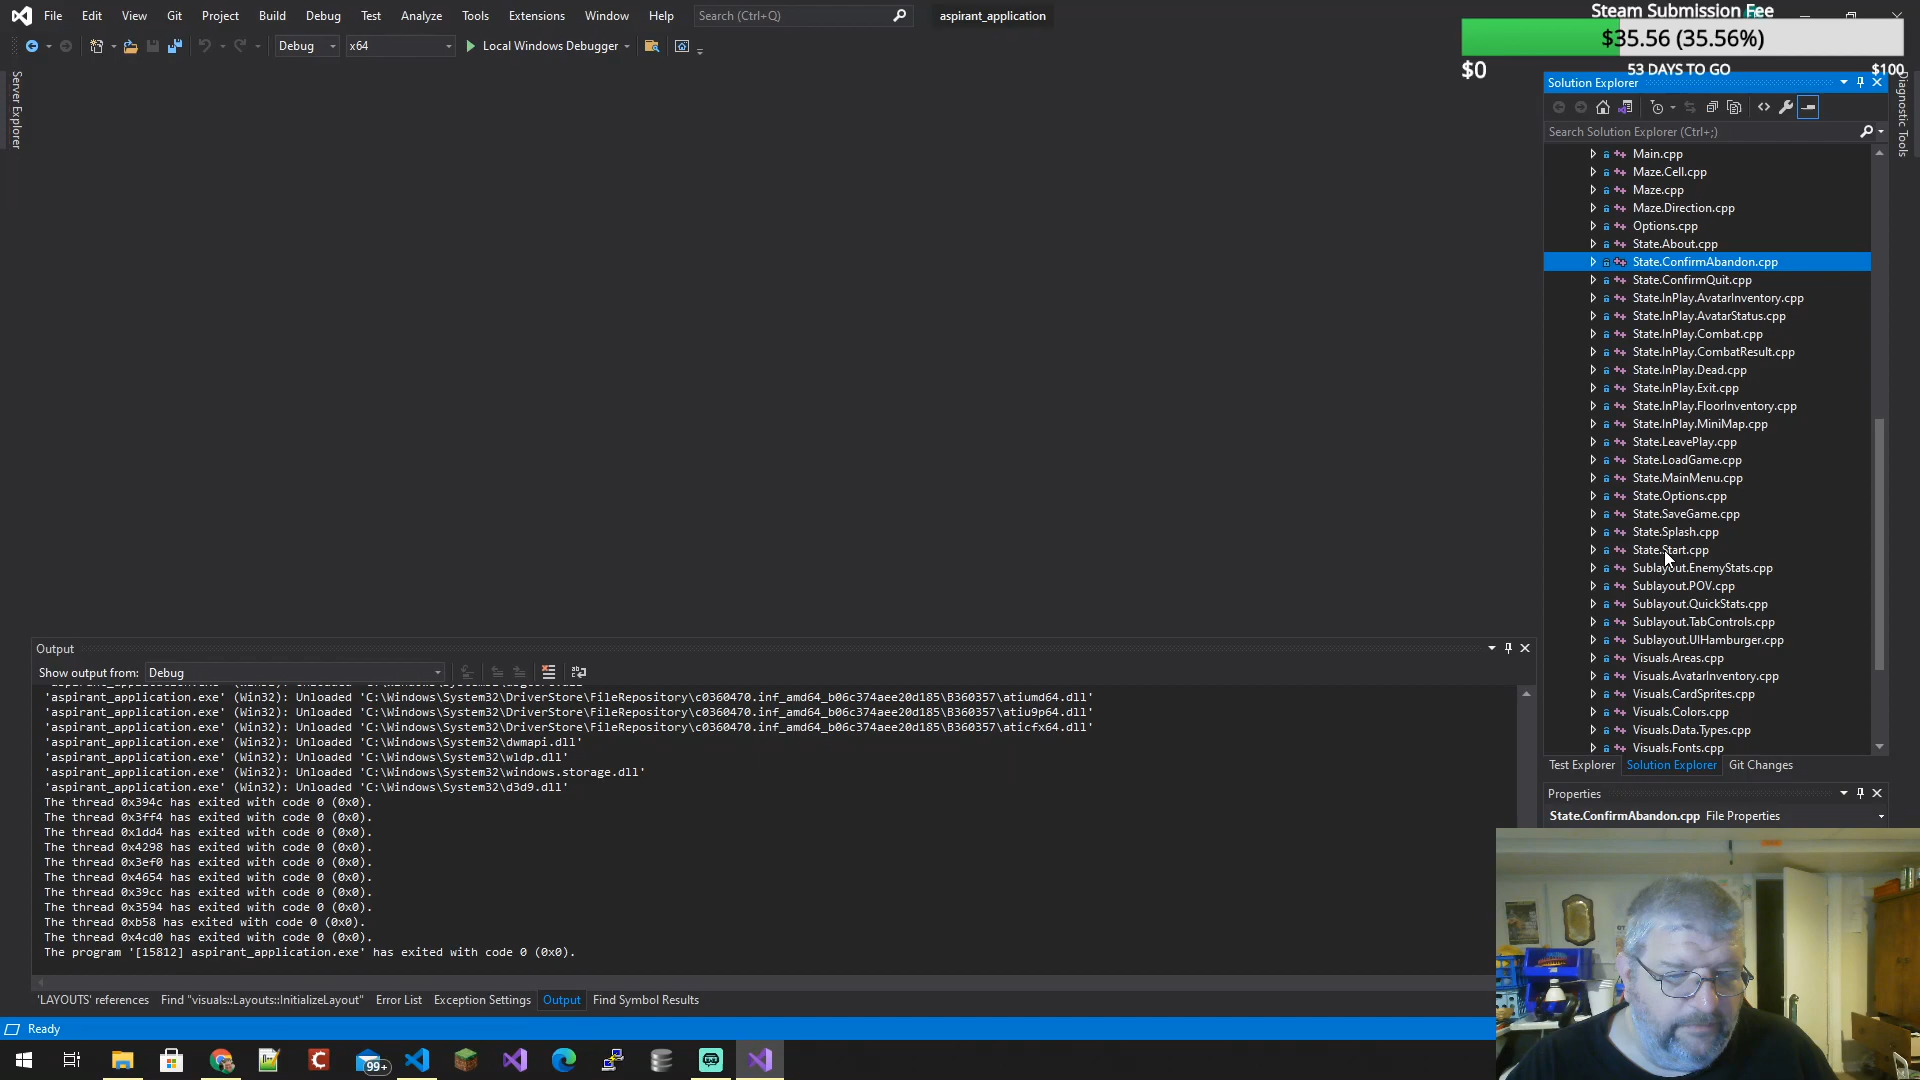 File Edit View Git Project Build Debug Test Analyze Tools Extensions Window Help Search (Ctrl+Q) aspirant_application
Steam Submission Fee
$35.56 (35.56%)
$0 53 DAYS TO GO $100
Debug x64 Local Windows Debugger
Server Explorer
Diagnostic Tools
Solution Explorer
Search Solution Explorer (Ctrl+;)
Main.cpp
Maze.Cell.cpp
Maze.cpp
Maze.Direction.cpp
Options.cpp
State.About.cpp
State.ConfirmAbandon.cpp
State.ConfirmQuit.cpp
State.InPlay.AvatarInventory.cpp
State.InPlay.AvatarStatus.cpp
State.InPlay.Combat.cpp
State.InPlay.CombatResult.cpp
State.InPlay.Dead.cpp
State.InPlay.Exit.cpp
State.InPlay.FloorInventory.cpp
State.InPlay.MiniMap.cpp
State.LeavePlay.cpp
State.LoadGame.cpp
State.MainMenu.cpp
State.Options.cpp
State.SaveGame.cpp
State.Splash.cpp
State.Start.cpp
Sublayout.EnemyStats.cpp
Sublayout.POV.cpp
Sublayout.QuickStats.cpp
Sublayout.TabControls.cpp
Sublayout.UIHamburger.cpp
Visuals.Areas.cpp
Visuals.AvatarInventory.cpp
Visuals.CardSprites.cpp
Visuals.Colors.cpp
Visuals.Data.Types.cpp
Visuals.Fonts.cpp
Test Explorer Solution Explorer Git Changes
Properties
State.ConfirmAbandon.cpp File Properties
Output
Show output from: Debug
'aspirant_application.exe' (Win32): Unloaded 'C:\Windows\System32\DriverStore\FileRepository\c0360470.inf_amd64_b06c374aee20d185\B360357\atiumd64.dll'
'aspirant_application.exe' (Win32): Unloaded 'C:\Windows\System32\DriverStore\FileRepository\c0360470.inf_amd64_b06c374aee20d185\B360357\atiu9p64.dll'
'aspirant_application.exe' (Win32): Unloaded 'C:\Windows\System32\DriverStore\FileRepository\c0360470.inf_amd64_b06c374aee20d185\B360357\aticfx64.dll'
'aspirant_application.exe' (Win32): Unloaded 'C:\Windows\System32\dwmapi.dll'
'aspirant_application.exe' (Win32): Unloaded 'C:\Windows\System32\wldp.dll'
'aspirant_application.exe' (Win32): Unloaded 'C:\Windows\System32\windows.storage.dll'
'aspirant_application.exe' (Win32): Unloaded 'C:\Windows\System32\d3d9.dll'
The thread 0x394c has exited with code 0 (0x0).
The thread 0x3ff4 has exited with code 0 (0x0).
The thread 0x1dd4 has exited with code 0 (0x0).
The thread 0x4298 has exited with code 0 (0x0).
The thread 0x3ef0 has exited with code 0 (0x0).
The thread 0x4654 has exited with code 0 (0x0).
The thread 0x39cc has exited with code 0 (0x0).
The thread 0x3594 has exited with code 0 (0x0).
The thread 0xb58 has exited with code 0 (0x0).
The thread 0x4cd0 has exited with code 0 (0x0).
The program '[15812] aspirant_application.exe' has exited with code 0 (0x0).
'LAYOUTS' references Find "visuals::Layouts::InitializeLayout" Error List Exception Settings Output Find Symbol Results
Ready
99+